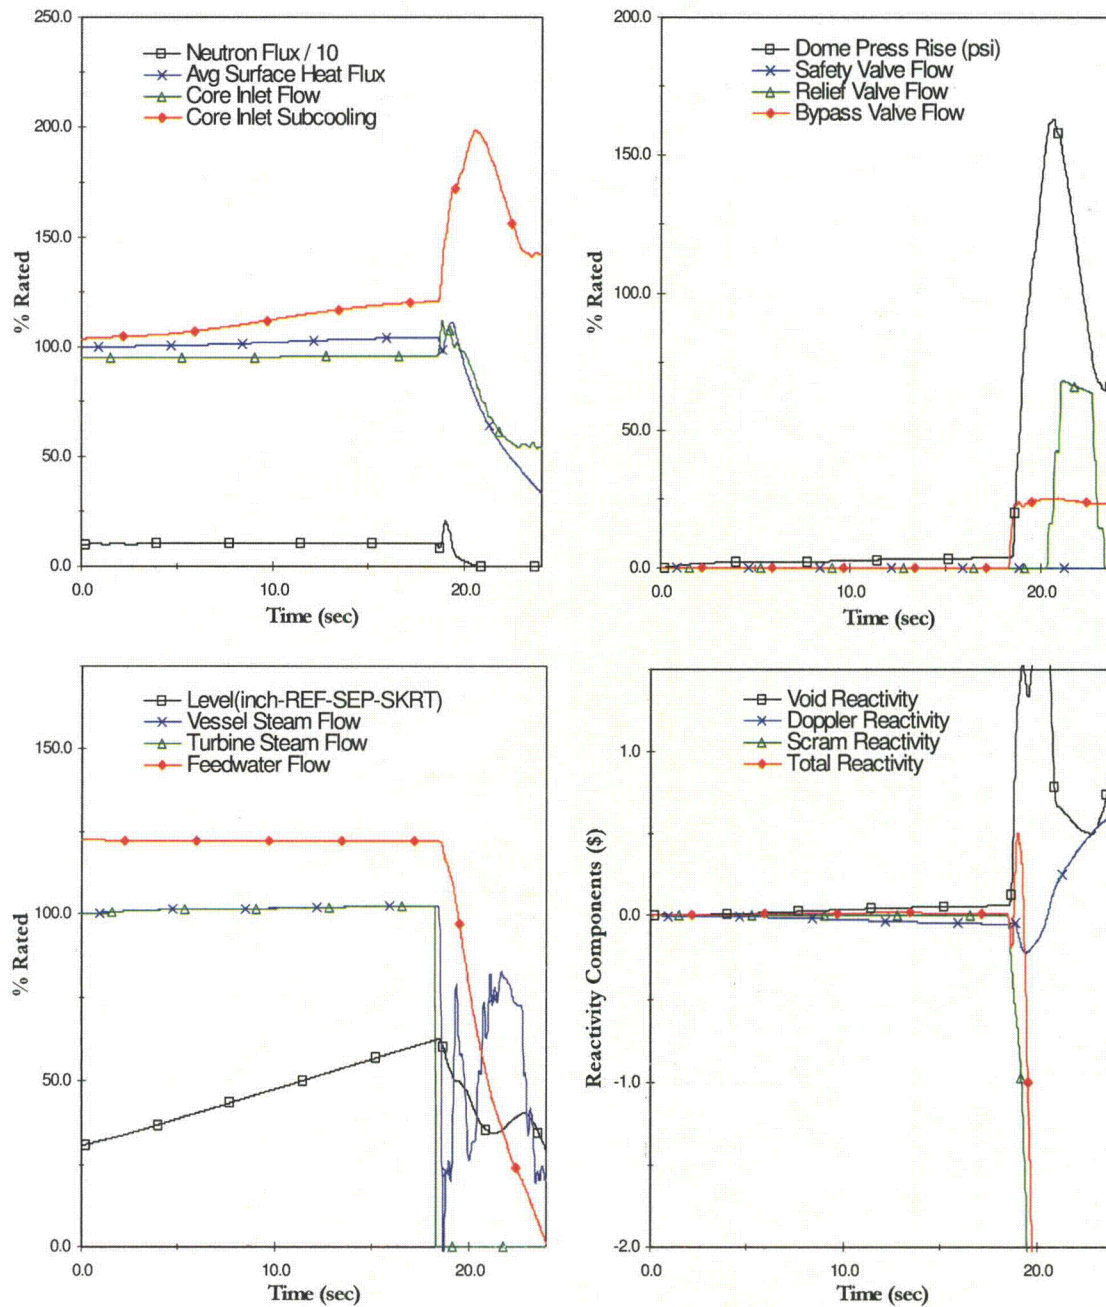 250.0
Neutron Flux / 10
Avg Surface Heat Flux
Core Inlet Flow
Core Inlet Subcooling
200.0
150.0
100.0
50.0
0.0
% Rated
0.0 10.0 20.0
Time (sec)
200.0
Dome Press Rise (psi)
Safety Valve Flow
Relief Valve Flow
Bypass Valve Flow
150.0
100.0
50.0
0.0
% Rated
0.0 10.0 20.0
Time (sec)
Level(inch-REF-SEP-SKRT)
Vessel Steam Flow
Turbine Steam Flow
Feedwater Flow
150.0
100.0
50.0
0.0
% Rated
0.0 10.0 20.0
Time (sec)
Void Reactivity
Doppler Reactivity
Scram Reactivity
Total Reactivity
1.0
0.0
-1.0
-2.0
Reactivity Components ($)
0.0 10.0 20.0
Time (sec)